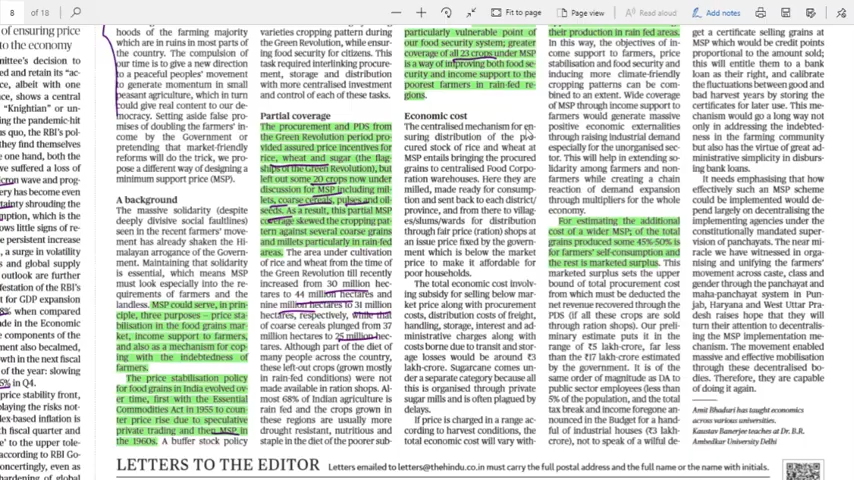 8 of 18
Page view
Read aloud
Add notes
of ensuring price
to the economy
mittee's decision to
ed and retain its "ac-
ce, albeit with one
nce, shows a central
"Knightian" or un-
ing the pandemic-hit
us quo, the RBI's pol-
hey find themselves
e one hand, both the
ve suffered a loss of
icron wave and prog-
ery has become even
tainty shrouding the
mption, which is the
ows little signs of re-
e persistent increase
, a surge in volatility
s and global supply
outlook are further
ifestation of the RBI's
t for GDP expansion
8% when compared
ade in the Economic
e components of the
ment also becalmed,
wth in the next fiscal
of the year: slowing
5% in Q4.
price stability front,
playing the risks not-
dex-based inflation is
th fiscal quarter and
e' to the upper tole-
according to RBI Go-
oncertingly, even as
hardening of global
hoods of the farming majority
which are in ruins in most parts of
the country. The compulsion of
our time is to give a new direction
to a peaceful peoples' movement
to generate momentum in small
peasant agriculture, which in turn
could give real content to our de-
mocracy. Setting aside false pro-
mises of doubling the farmers' in-
come by the Government or
pretending that market-friendly
reforms will do the trick, we pro-
pose a different way of designing a
minimum support price (MSP).
A background
The massive solidarity (despite
deeply divisive social faultlines)
seen in the recent farmers' move-
ment has already shaken the Hi-
malayan arrogance of the Govern-
ment. Maintaining that solidarity
is essential, which means MSP
must look especially into the re-
quirements of farmers and the
landless. MSP could serve, in prin-
ciple, three purposes – price sta-
bilisation in the food grains mar-
ket, income support to farmers,
and also as a mechanism for cop-
ing with the indebtedness of
farmers.
The price stabilisation policy
for food grains in India evolved ov-
er time, first with the Essential
Commodities Act in 1955 to coun-
ter price rise due to speculative
private trading and then MSP in
the 1960s. A buffer stock policy
varieties cropping pattern during
the Green Revolution, while ensur-
ing food security for citizens. This
task required interlinking procure-
ment, storage and distribution
with more centralised investment
and control of each of these tasks.
Partial coverage
The procurement and PDS from
the Green Revolution period pro-
vided assured price incentives for
rice, wheat and sugar (the flag-
ships of the Green Revolution), but
left out some 20 crops now under
discussion for MSP including mil-
lets, coarse cereals, pulses and oil-
seeds. As a result, this partial MSP
coverage skewed the cropping pat-
tern against several coarse grains
and millets particularly in rain-fed
areas. The area under cultivation
of rice and wheat from the time of
the Green Revolution till recently
increased from 30 million hec-
tares to 44 million hectares and
nine million hectares to 31 million
hectares, respectively, while that
of coarse cereals plunged from 37
million hectares to 25 million hec-
tares. Although part of the diet of
many people across the country,
these left-out crops (grown mostly
in rain-fed conditions) were not
made available in ration shops. Al-
most 68% of Indian agriculture is
rain fed and the crops grown in
these regions are usually more
drought resistant, nutritious and
staple in the diet of the poorer sub-
particularly vulnerable point of
our food security system; greater
coverage of all 23 crops under MSP
is a way of improving both food se-
curity and income support to the
poorest farmers in rain-fed re-
gions.
Economic cost
The centralised mechanism for en-
suring distribution of the pro-
cured stock of rice and wheat at
MSP entails bringing the procured
grains to centralised Food Corpo-
ration warehouses. Here they are
milled, made ready for consump-
tion and sent back to each district/
province, and from there to villag-
es/slums/wards for distribution
through fair price (ration) shops at
an issue price fixed by the govern-
ment which is below the market
price to make it affordable for
poor households.
The total economic cost involv-
ing subsidy for selling below mar-
ket price along with procurement
costs, distribution costs of freight,
handling, storage, interest and ad-
ministrative charges along with
costs borne due to transit and stor-
age losses would be around ₹3
lakh-crore. Sugarcane comes un-
der a separate category because all
this is organised through private
sugar mills and is often plagued by
delays.
If price is charged in a range ac-
cording to harvest conditions, the
total economic cost will vary with-
their production in rain fed areas.
In this way, the objectives of in-
come support to farmers, price
stabilisation and food security and
inducing more climate-friendly
cropping patterns can be com-
bined to an extent. Wide coverage
of MSP through income support to
farmers would generate massive
positive economic externalities
through raising industrial demand
especially for the unorganised sec-
tor. This will help in extending so-
lidarity among farmers and non-
farmers while creating a chain
reaction of demand expansion
through multipliers for the whole
economy.
For estimating the additional
cost of a wider MSP; of the total
grains produced some 45%-50% is
for farmers' self-consumption and
the rest is marketed surplus. This
marketed surplus sets the upper
bound of total procurement cost
from which must be deducted the
net revenue recovered through the
PDS (if all these crops are sold
through ration shops). Our preli-
minary estimate puts it in the
range of ₹5 lakh-crore, far less
than the ₹17 lakh-crore estimated
by the government. It is of the
same order of magnitude as DA to
public sector employees (less than
5% of the population, and the total
tax break and income foregone an-
nounced in the Budget for a hand-
ful of industrial houses (₹3 lakh-
crore), not to speak of a wilful de-
get a certificate selling grains at
MSP which would be credit points
proportional to the amount sold;
this will entitle them to a bank
loan as their right, and calibrate
the fluctuations between good and
bad harvest years by storing the
certificates for later use. This me-
chanism would go a long way not
only in addressing the indebted-
ness in the farming community
but also has the virtue of great ad-
ministrative simplicity in disburs-
ing bank loans.
It needs emphasising that how
effectively such an MSP scheme
could be implemented would de-
pend largely on decentralising the
implementing agencies under the
constitutionally mandated super-
vision of panchayats. The near mi-
racle we have witnessed in organ-
ising and unifying the farmers'
movement across caste, class and
gender through the panchayat and
maha-panchayat system in Pun-
jab, Haryana and West Uttar Pra-
desh raises hope that they will
turn their attention to decentralis-
ing the MSP implementation me-
chanism. The movement enabled
massive and effective mobilisation
through these decentralised bo-
dies. Therefore, they are capable
of doing it again.
Amit Bhaduri has taught economics
across various universities.
Kaustav Banerjee teaches at Dr. B.R.
Ambedkar University Delhi
LETTERS TO THE EDITOR Letters emailed to letters@thehindu.co.in must carry the full postal address and the full name or the name with initials.